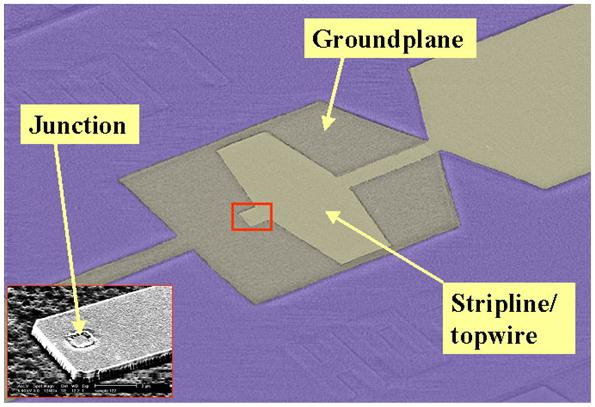 Groundplane
Junction
Stripline/
topwire